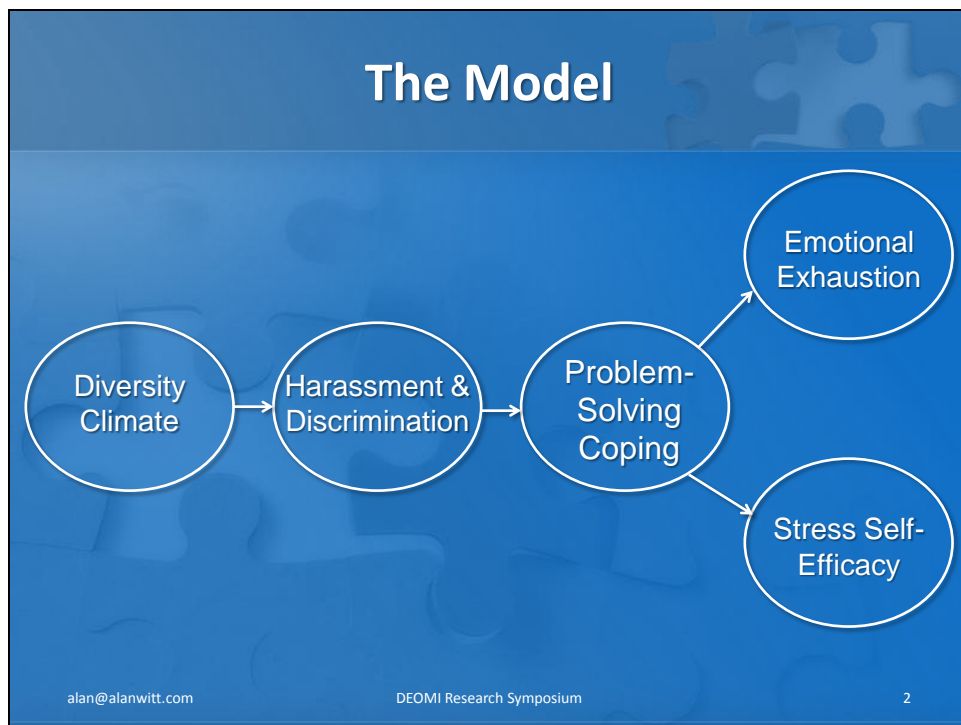 The Model
Diversity
Climate
Harassment &
Discrimination
Problem-
Solving
Coping
Emotional
Exhaustion
Stress Self-
Efficacy
alan@alanwitt.com
DEOMI Research Symposium
2